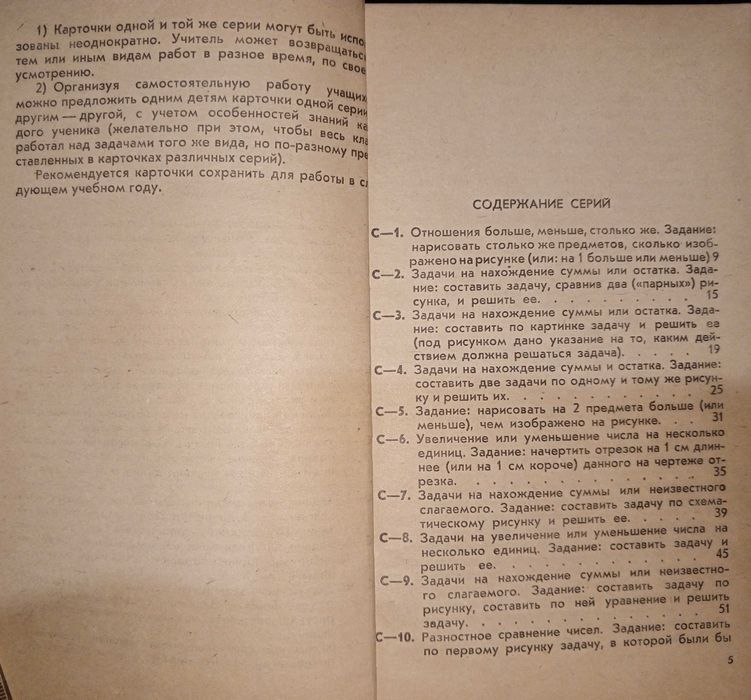 1) Карточки одной и той же серии могут быть испо
зованы неоднократно. Учитель может возвращатьс
тем или иным видам работ в разное время, по свое
усмотрению.
2) Организуя самостоятельную работу учащих
можно предложить одним детям карточки одной серии
другим — другой, с учетом особенностей знаний ка
дого ученика (желательно при этом, чтобы весь кла
работал над задачами того же вида, но по-разному пре
ставленных в карточках различных серий).
Рекомендуется карточки сохранить для работы в сл
дующем учебном году.
СОДЕРЖАНИЕ СЕРИЙ
С—1. Отношения больше, меньше, столько же. Задание:
нарисовать столько же предметов, сколько изоб-
ражено на рисунке (или: на 1 больше или меньше) 9
С—2. Задачи на нахождение суммы или остатка. Зада-
ние: составить задачу, сравнив два («парных») ри-
сунка, и решить ее. . . . . . . . . . 15
С—3. Задачи на нахождение суммы или остатка. Зада-
ние: составить по картинке задачу и решить ее
(под рисунком дано указание на то, каким дей-
ствием должна решаться задача). . . . . 19
С—4. Задачи на нахождение суммы и остатка. Задание:
составить две задачи по одному и тому же рисун-
ку и решить их. . . . . . . . . . . 25
С—5. Задание: нарисовать на 2 предмета больше (или
меньше), чем изображено на рисунке. . . 31
С—6. Увеличение или уменьшение числа на несколько
единиц. Задание: начертить отрезок на 1 см длин-
нее (или на 1 см короче) данного на чертеже от-
резка. . . . . . . . . . . . . . 35
С—7. Задачи на нахождение суммы или неизвестного
слагаемого. Задание: составить задачу по схема-
тическому рисунку и решить ее. . . . . 39
С—8. Задачи на увеличение или уменьшение числа на
несколько единиц. Задание: составить задачу и
решить ее. . . . . . . . . . . . 45
С—9. Задачи на нахождение суммы или неизвестно-
го слагаемого. Задание: составить задачу по
рисунку, составить по ней уравнение и решить
задачу. . . . . . . . . . . . . 51
С—10. Разностное сравнение чисел. Задание: составить
по первому рисунку задачу, в которой были бы
5